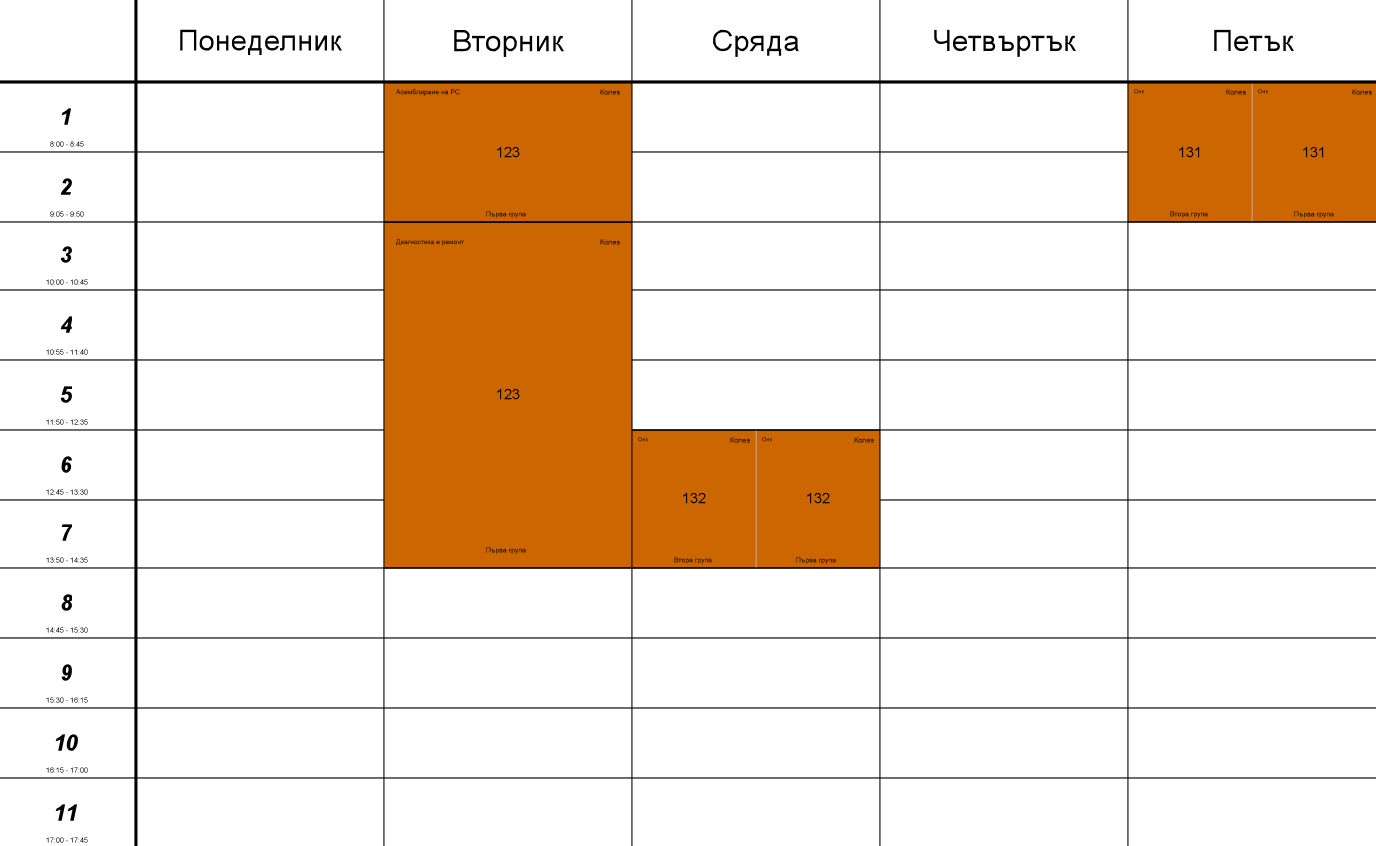 Понеделник Вторник Сряда Четвъртък Петък
1
8:00 - 8:45
2
9:05 - 9:50
3
10:00 - 10:45
4
10:55 - 11:40
5
11:50 - 12:35
6
12:45 - 13:30
7
13:50 - 14:35
8
14:45 - 15:30
9
15:30 - 16:15
10
16:15 - 17:00
11
17:00 - 17:45
Асемблиране на PC Колев
123
Първа група
Диагностика и ремонт Колев
123
Първа група
Колев
132
Втора група
Колев
132
Първа група
Колев
131
Втора група
Колев
131
Първа група